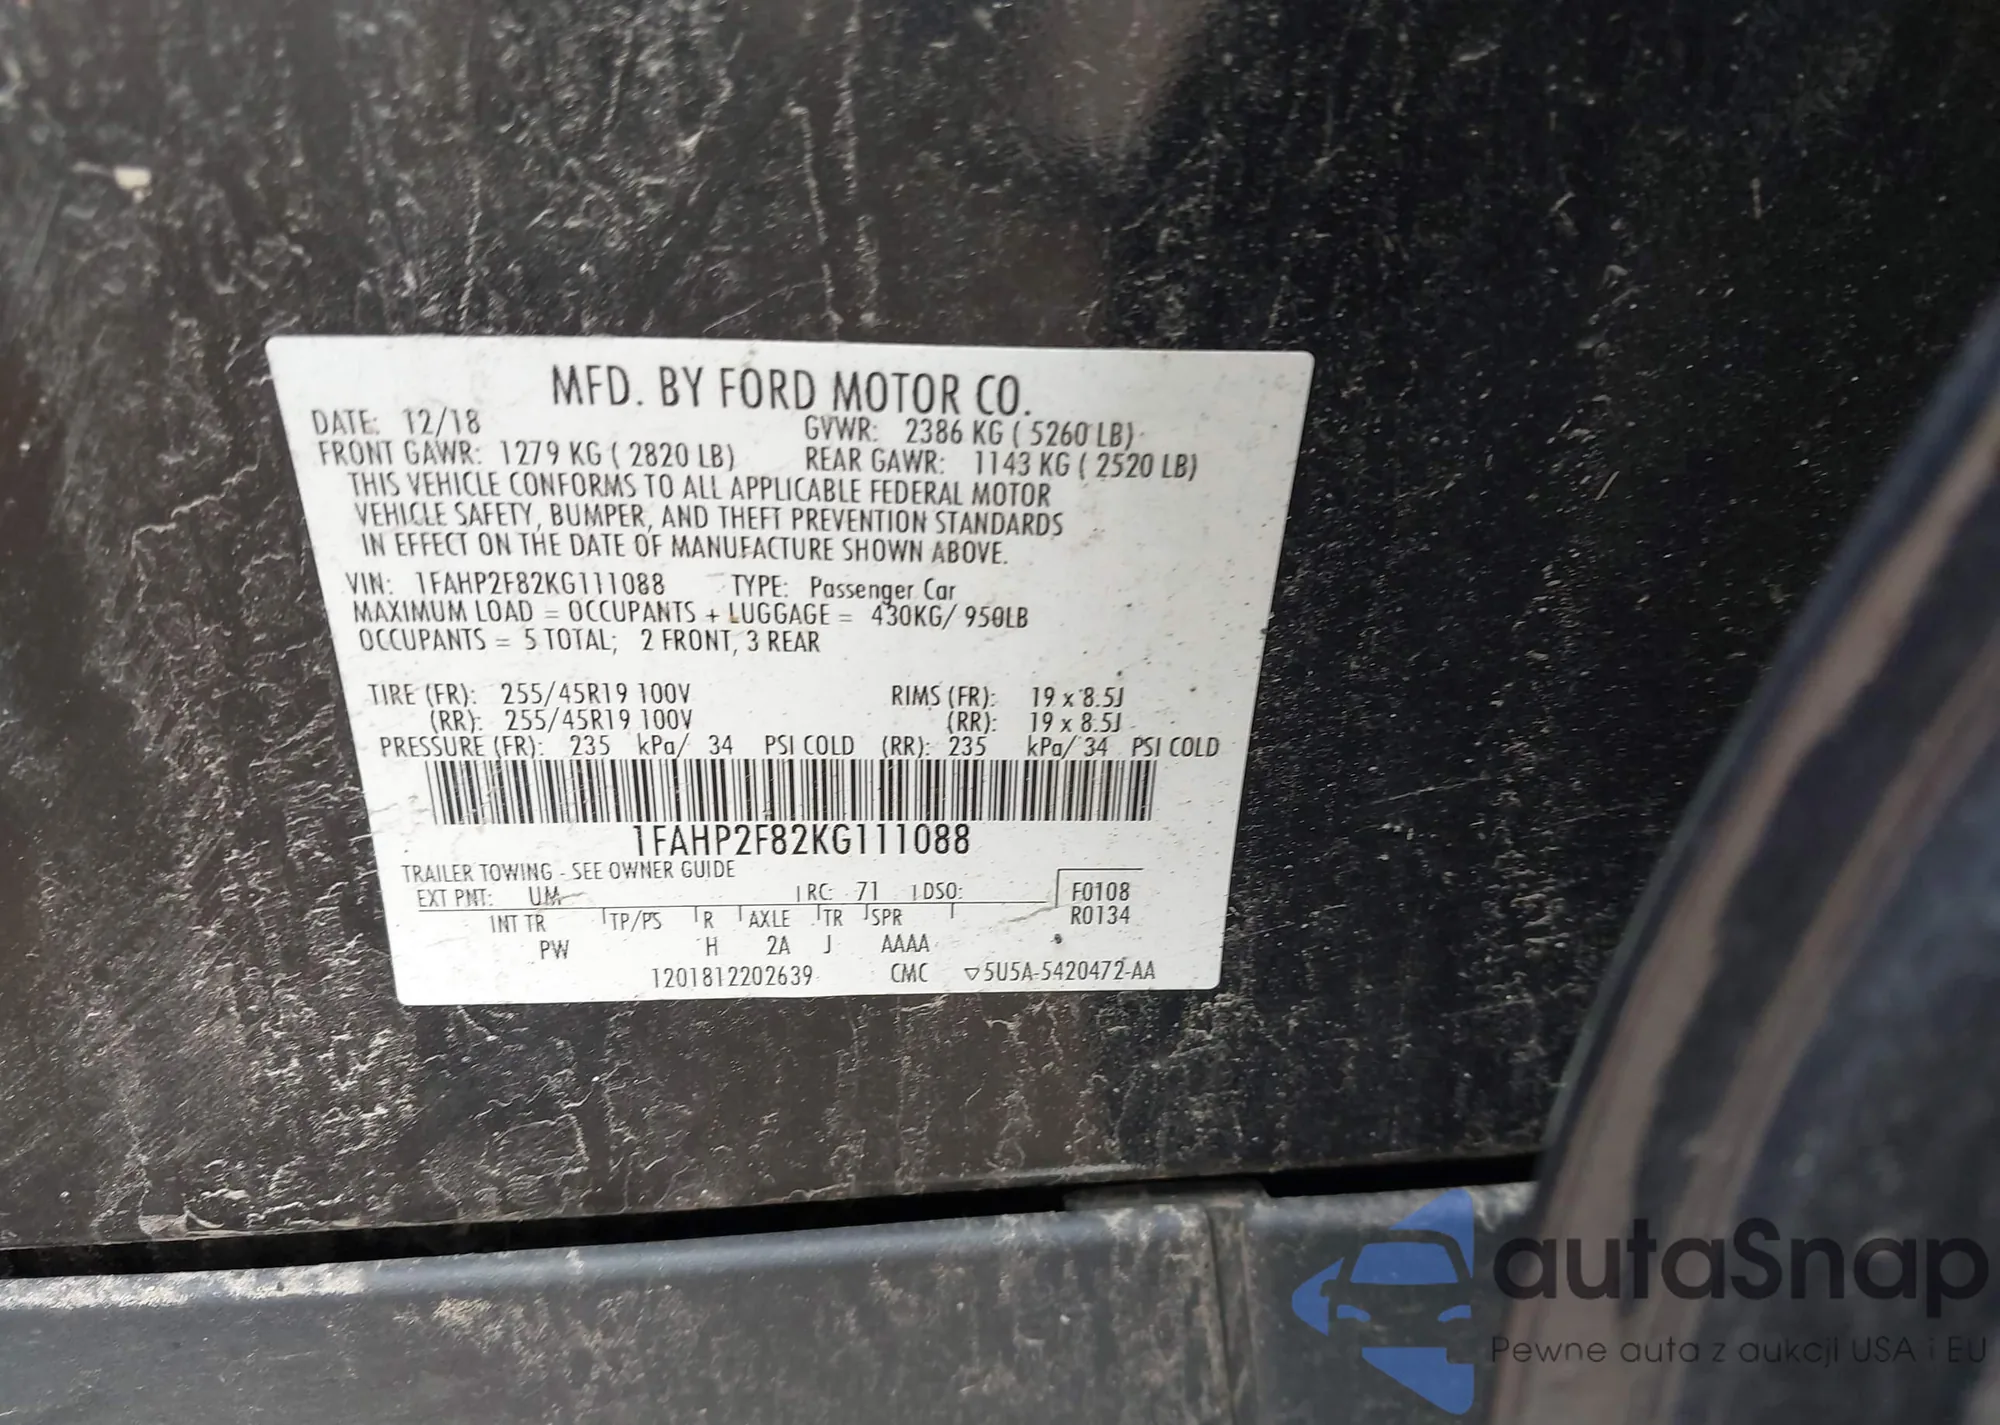 MFD. BY FORD MOTOR CO.
DATE: 12/18 GVWR: 2386 KG ( 5260 LB)
FRONT GAWR: 1279 KG ( 2820 LB) REAR GAWR: 1143 KG ( 2520 LB)
THIS VEHICLE CONFORMS TO ALL APPLICABLE FEDERAL MOTOR
VEHICLE SAFETY, BUMPER, AND THEFT PREVENTION STANDARDS
IN EFFECT ON THE DATE OF MANUFACTURE SHOWN ABOVE.
VIN: 1FAHP2F82KG111088 TYPE: Passenger Car
MAXIMUM LOAD = OCCUPANTS + LUGGAGE = 430KG/ 950LB
OCCUPANTS = 5 TOTAL; 2 FRONT, 3 REAR
TIRE (FR): 255/45R19 100V RIMS (FR): 19 x 8.5J
(RR): 255/45R19 100V (RR): 19 x 8.5J
PRESSURE (FR): 235 kPa/ 34 PSI COLD (RR): 235 kPa/ 34 PSI COLD
1FAHP2F82KG111088
TRAILER TOWING - SEE OWNER GUIDE
EXT PNT: UM RC: 71 DSO: F0108
INT TR TP/PS R AXLE TR SPR R0134
PW H 2A J AAAA
1201812202639 CMC ▽5U5A-5420472-AA
autaSnap
Pewne auta z aukcji USA i EU